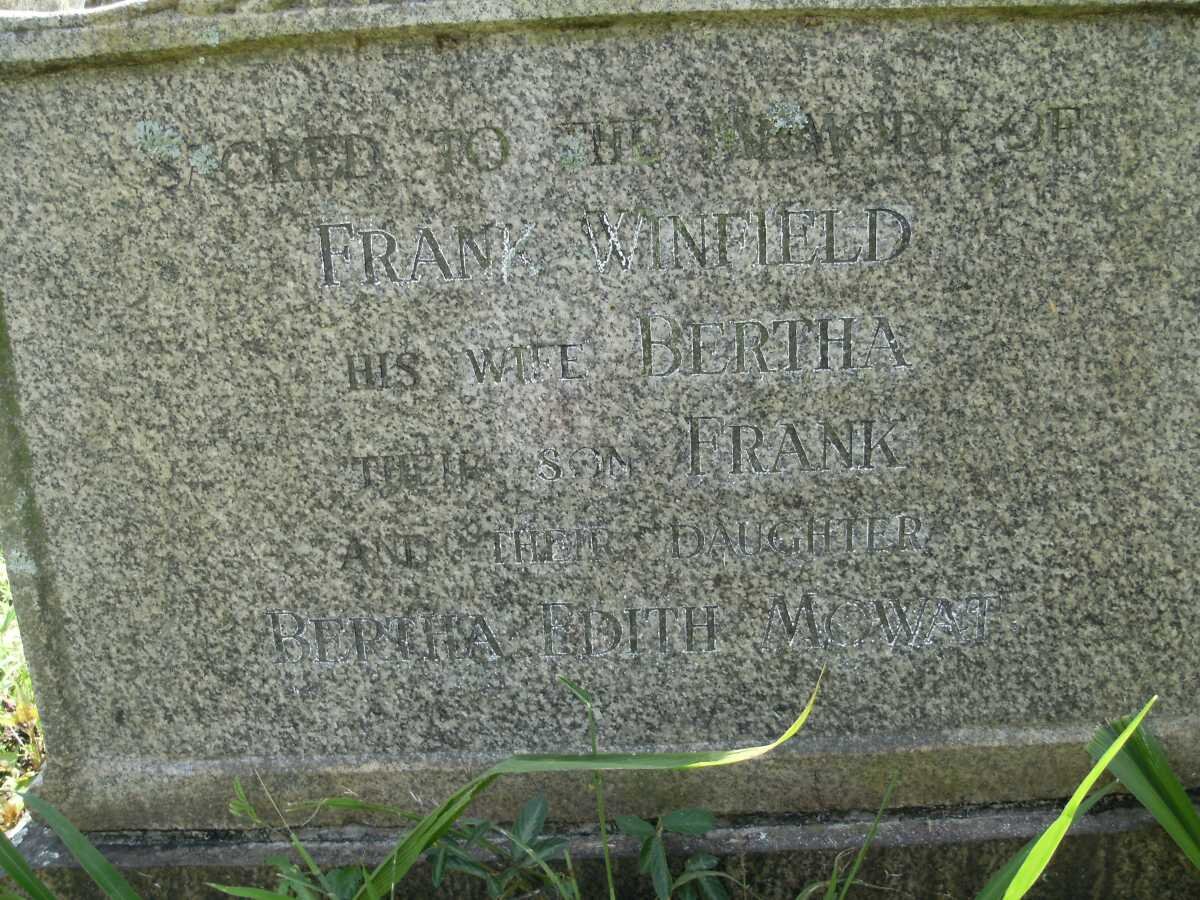 SACRED TO THE MEMORY OF
FRANK WINFIELD
HIS WIFE BERTHA
THEIR SON FRANK
AND THEIR DAUGHTER
BERTHA EDITH MOWAT